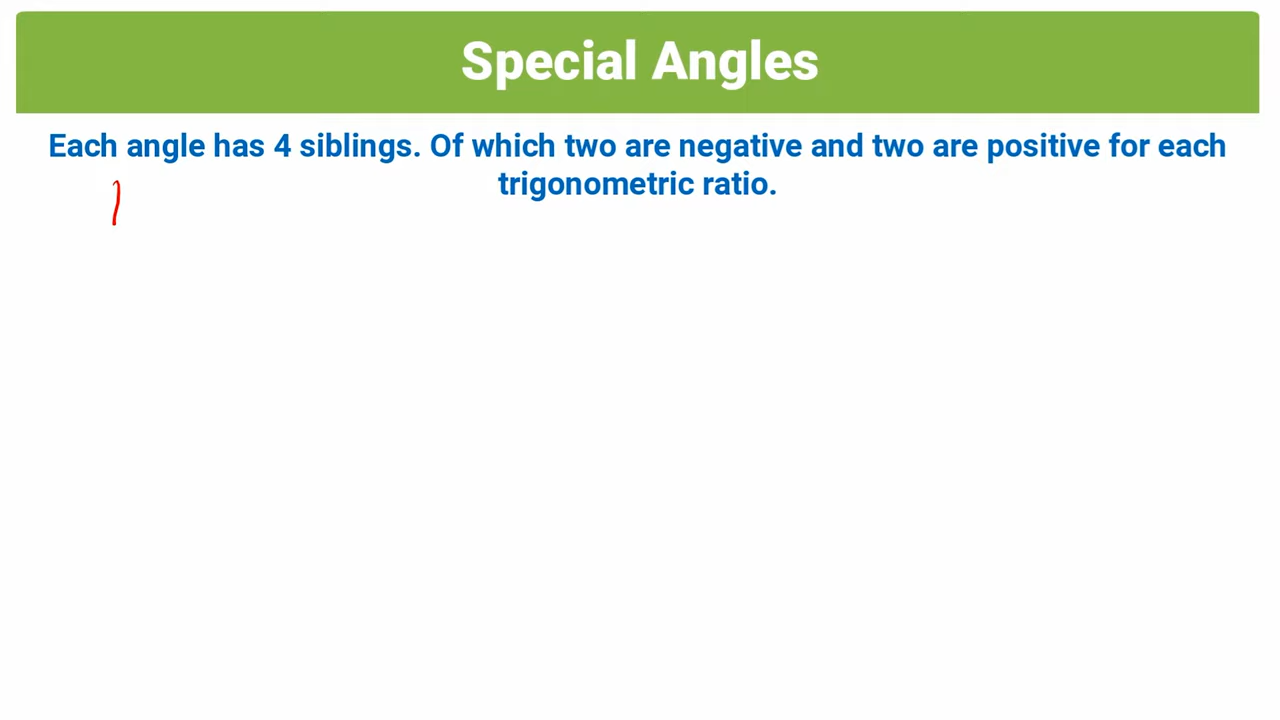 Special Angles
Each angle has 4 siblings. Of which two are negative and two are positive for each
trigonometric ratio.